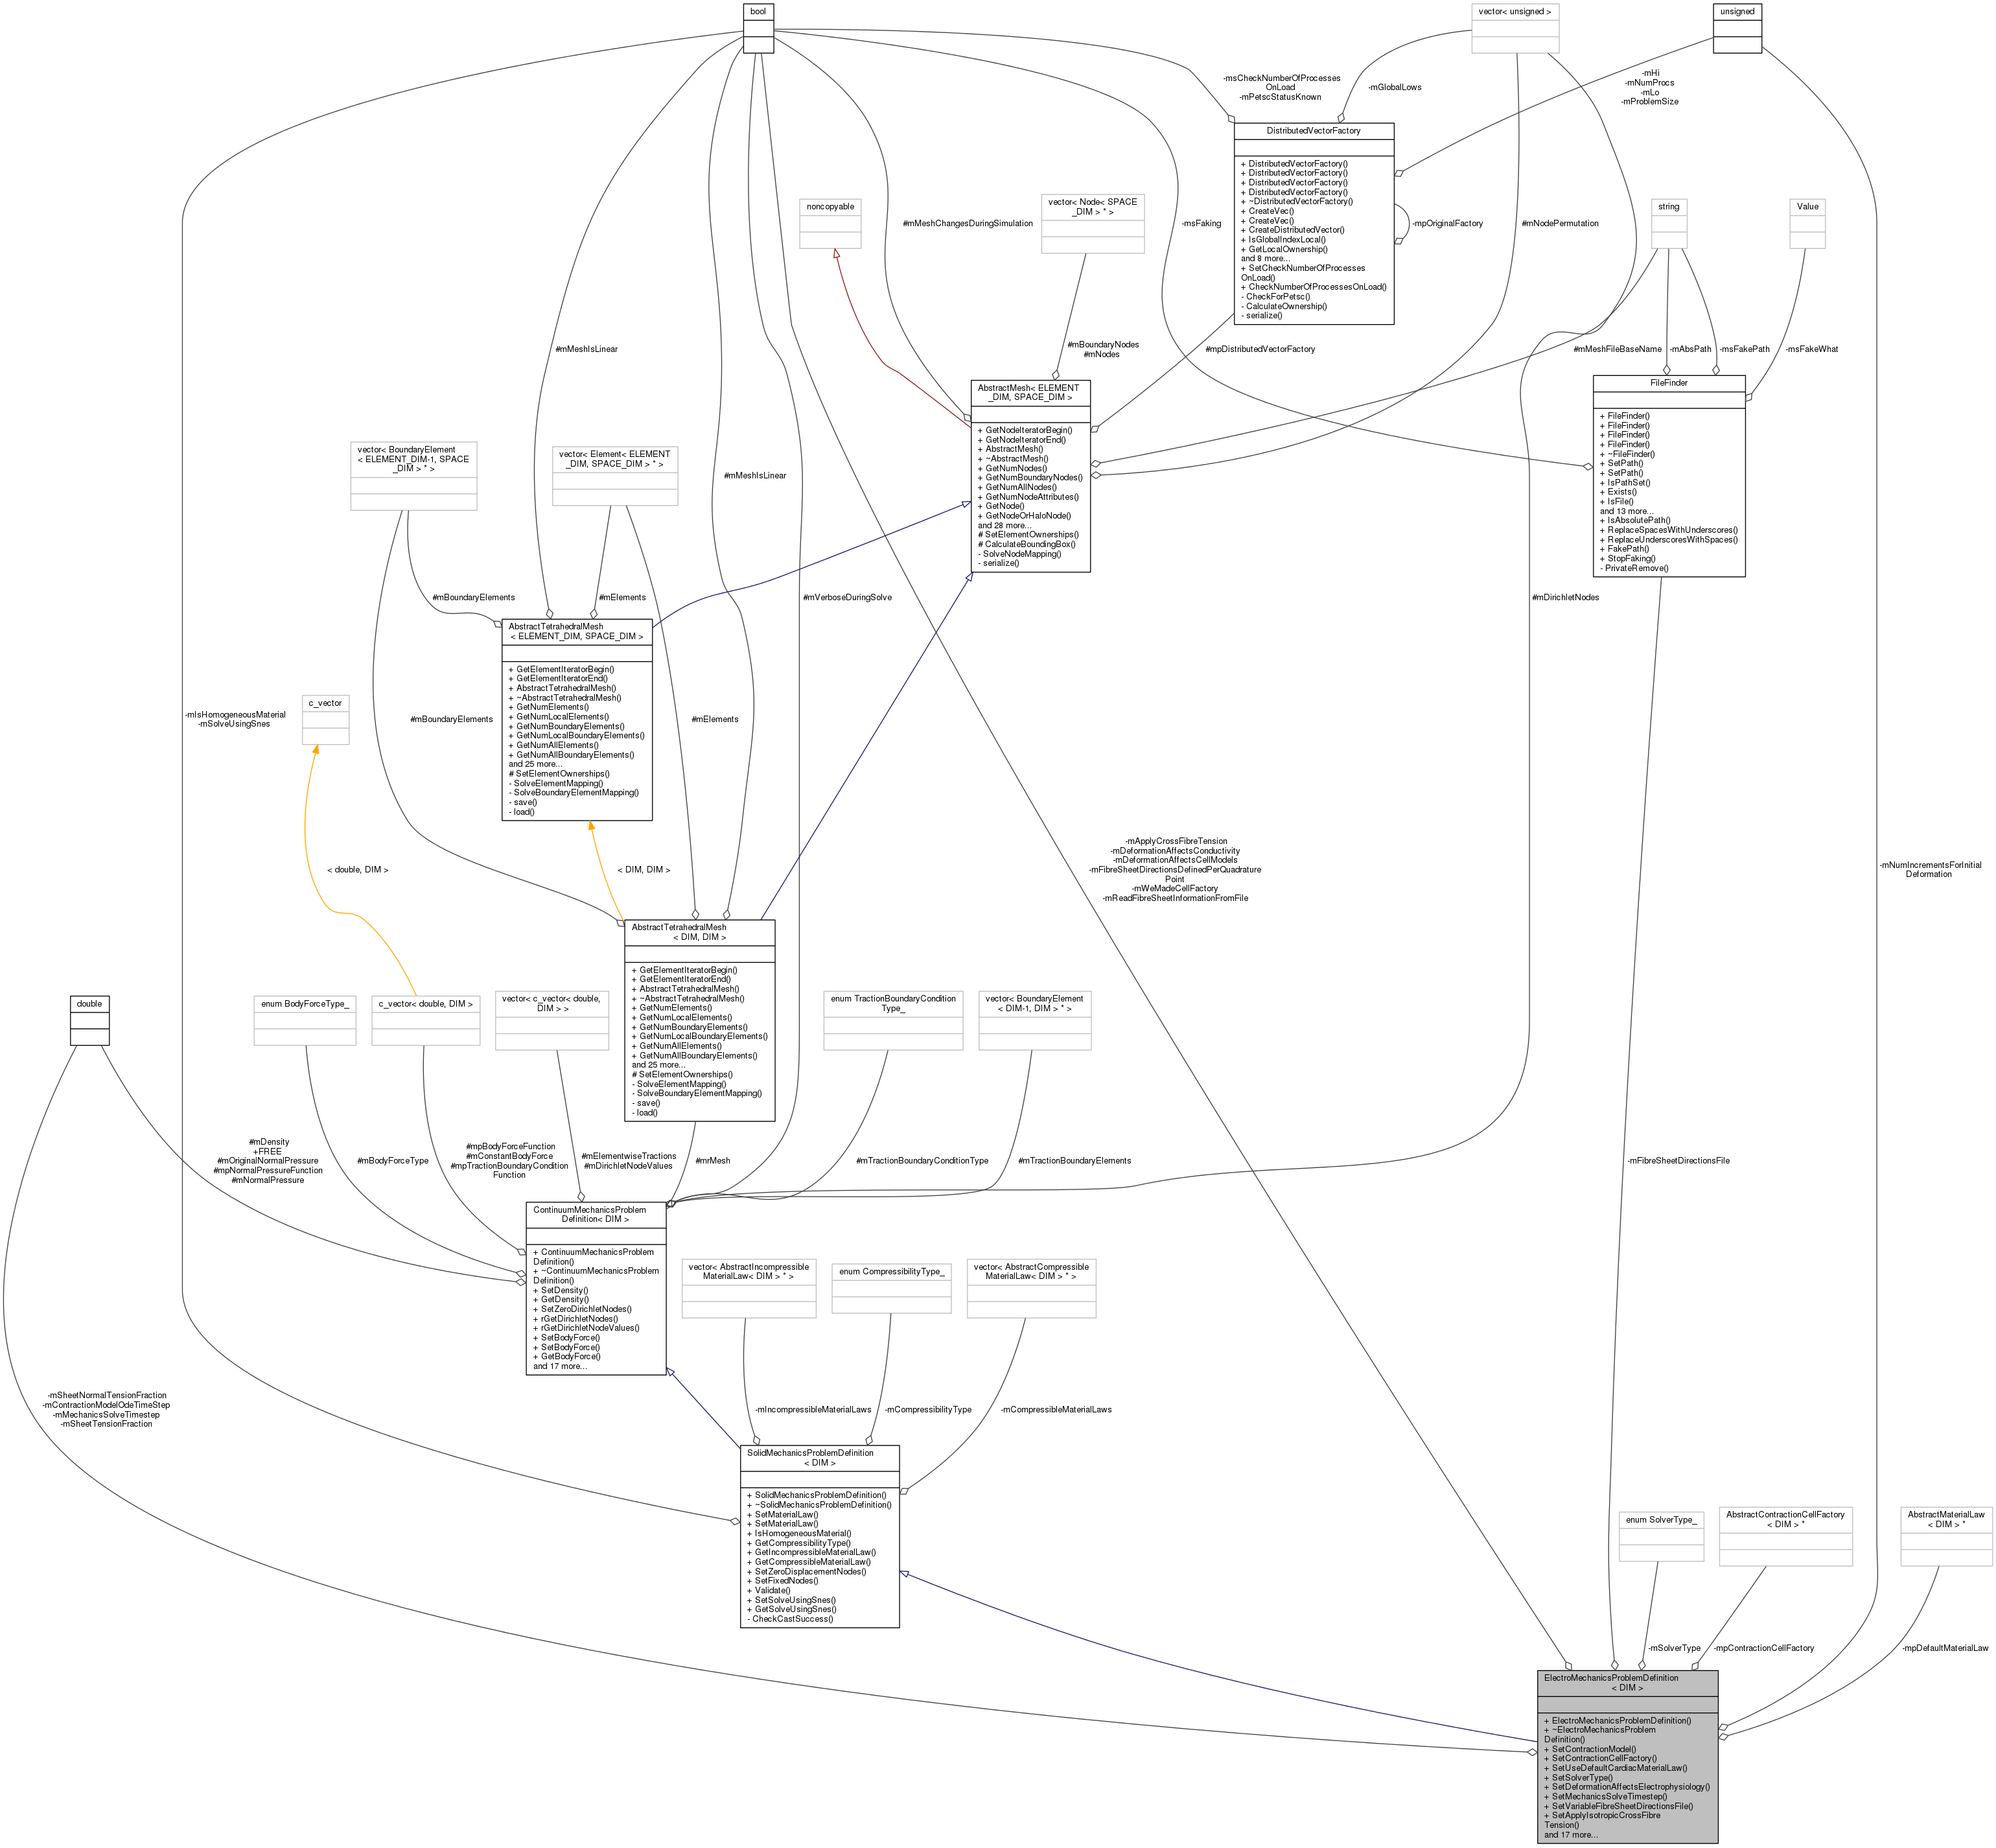 bool
vector< unsigned >
unsigned
-msCheckNumberOfProcesses
OnLoad
-mPetscStatusKnown
-mGlobalLows
-mHi
-mNumProcs
-mLo
-mProblemSize
DistributedVectorFactory
+ DistributedVectorFactory()
+ DistributedVectorFactory()
+ DistributedVectorFactory()
+ DistributedVectorFactory()
+ ~DistributedVectorFactory()
+ CreateVec()
+ CreateVec()
+ CreateDistributedVector()
+ IsGlobalIndexLocal()
+ GetLocalOwnership()
and 8 more...
+ SetCheckNumberOfProcesses
OnLoad()
+ CheckNumberOfProcessesOnLoad()
- CheckForPetsc()
- CalculateOwnership()
- serialize()
noncopyable
vector< Node< SPACE
_DIM > * >
string
Value
#mMeshChangesDuringSimulation
-msFaking
-mpOriginalFactory
#mNodePermutation
#mMeshIsLinear
#mBoundaryNodes
#mNodes
#mpDistributedVectorFactory
#mMeshFileBaseName
-mAbsPath
-msFakePath
-msFakeWhat
AbstractMesh< ELEMENT
_DIM, SPACE_DIM >
+ GetNodeIteratorBegin()
+ GetNodeIteratorEnd()
+ AbstractMesh()
+ ~AbstractMesh()
+ GetNumNodes()
+ GetNumBoundaryNodes()
+ GetNumAllNodes()
+ GetNumNodeAttributes()
+ GetNode()
+ GetNodeOrHaloNode()
and 28 more...
# SetElementOwnerships()
# CalculateBoundingBox()
- SolveNodeMapping()
- serialize()
FileFinder
+ FileFinder()
+ FileFinder()
+ FileFinder()
+ FileFinder()
+ ~FileFinder()
+ SetPath()
+ SetPath()
+ IsPathSet()
+ Exists()
+ IsFile()
and 13 more...
+ IsAbsolutePath()
+ ReplaceSpacesWithUnderscores()
+ ReplaceUnderscoresWithSpaces()
+ FakePath()
+ StopFaking()
- PrivateRemove()
vector< BoundaryElement
< ELEMENT_DIM-1, SPACE
_DIM > * >
vector< Element< ELEMENT
_DIM, SPACE_DIM > * >
#mMeshIsLinear
#mBoundaryElements
#mElements
#mVerboseDuringSolve
#mDirichletNodes
AbstractTetrahedralMesh
< ELEMENT_DIM, SPACE_DIM >
+ GetElementIteratorBegin()
+ GetElementIteratorEnd()
+ AbstractTetrahedralMesh()
+ ~AbstractTetrahedralMesh()
+ GetNumElements()
+ GetNumLocalElements()
+ GetNumBoundaryElements()
+ GetNumLocalBoundaryElements()
+ GetNumAllElements()
+ GetNumAllBoundaryElements()
and 25 more...
# SetElementOwnerships()
- SolveElementMapping()
- SolveBoundaryElementMapping()
- save()
- load()
c_vector
-mIsHomogeneousMaterial
-mSolveUsingSnes
#mBoundaryElements
#mElements
< double, DIM >
< DIM, DIM >
-mApplyCrossFibreTension
-mDeformationAffectsConductivity
-mDeformationAffectsCellModels
-mFibreSheetDirectionsDefinedPerQuadrature
Point
-mWeMadeCellFactory
-mReadFibreSheetInformationFromFile
-mNumIncrementsForInitial
Deformation
AbstractTetrahedralMesh
< DIM, DIM >
+ GetElementIteratorBegin()
+ GetElementIteratorEnd()
+ AbstractTetrahedralMesh()
+ ~AbstractTetrahedralMesh()
+ GetNumElements()
+ GetNumLocalElements()
+ GetNumBoundaryElements()
+ GetNumLocalBoundaryElements()
+ GetNumAllElements()
+ GetNumAllBoundaryElements()
and 25 more...
# SetElementOwnerships()
- SolveElementMapping()
- SolveBoundaryElementMapping()
- save()
- load()
double
enum BodyForceType_
c_vector< double, DIM >
vector< c_vector< double,
DIM > >
enum TractionBoundaryCondition
Type_
vector< BoundaryElement
< DIM-1, DIM > * >
#mDensity
+FREE
#mOriginalNormalPressure
#mpNormalPressureFunction
#mNormalPressure
#mBodyForceType
#mpBodyForceFunction
#mConstantBodyForce
#mpTractionBoundaryCondition
Function
#mElementwiseTractions
#mDirichletNodeValues
#mrMesh
#mTractionBoundaryConditionType
#mTractionBoundaryElements
-mFibreSheetDirectionsFile
ContinuumMechanicsProblem
Definition< DIM >
+ ContinuumMechanicsProblem
Definition()
+ ~ContinuumMechanicsProblem
Definition()
+ SetDensity()
+ GetDensity()
+ SetZeroDirichletNodes()
+ rGetDirichletNodes()
+ rGetDirichletNodeValues()
+ SetBodyForce()
+ SetBodyForce()
+ GetBodyForce()
and 17 more...
vector< AbstractIncompressible
MaterialLaw< DIM > * >
enum CompressibilityType_
vector< AbstractCompressible
MaterialLaw< DIM > * >
-mSheetNormalTensionFraction
-mContractionModelOdeTimeStep
-mMechanicsSolveTimestep
-mSheetTensionFraction
-mIncompressibleMaterialLaws
-mCompressibilityType
-mCompressibleMaterialLaws
SolidMechanicsProblemDefinition
< DIM >
+ SolidMechanicsProblemDefinition()
+ ~SolidMechanicsProblemDefinition()
+ SetMaterialLaw()
+ SetMaterialLaw()
+ IsHomogeneousMaterial()
+ GetCompressibilityType()
+ GetIncompressibleMaterialLaw()
+ GetCompressibleMaterialLaw()
+ SetZeroDisplacementNodes()
+ SetFixedNodes()
+ Validate()
+ SetSolveUsingSnes()
+ GetSolveUsingSnes()
- CheckCastSuccess()
enum SolverType_
AbstractContractionCellFactory
< DIM > *
AbstractMaterialLaw
< DIM > *
-mSolverType
-mpContractionCellFactory
-mpDefaultMaterialLaw
ElectroMechanicsProblemDefinition
< DIM >
+ ElectroMechanicsProblemDefinition()
+ ~ElectroMechanicsProblem
Definition()
+ SetContractionModel()
+ SetContractionCellFactory()
+ SetUseDefaultCardiacMaterialLaw()
+ SetSolverType()
+ SetDeformationAffectsElectrophysiology()
+ SetMechanicsSolveTimestep()
+ SetVariableFibreSheetDirectionsFile()
+ SetApplyIsotropicCrossFibre
Tension()
and 17 more...